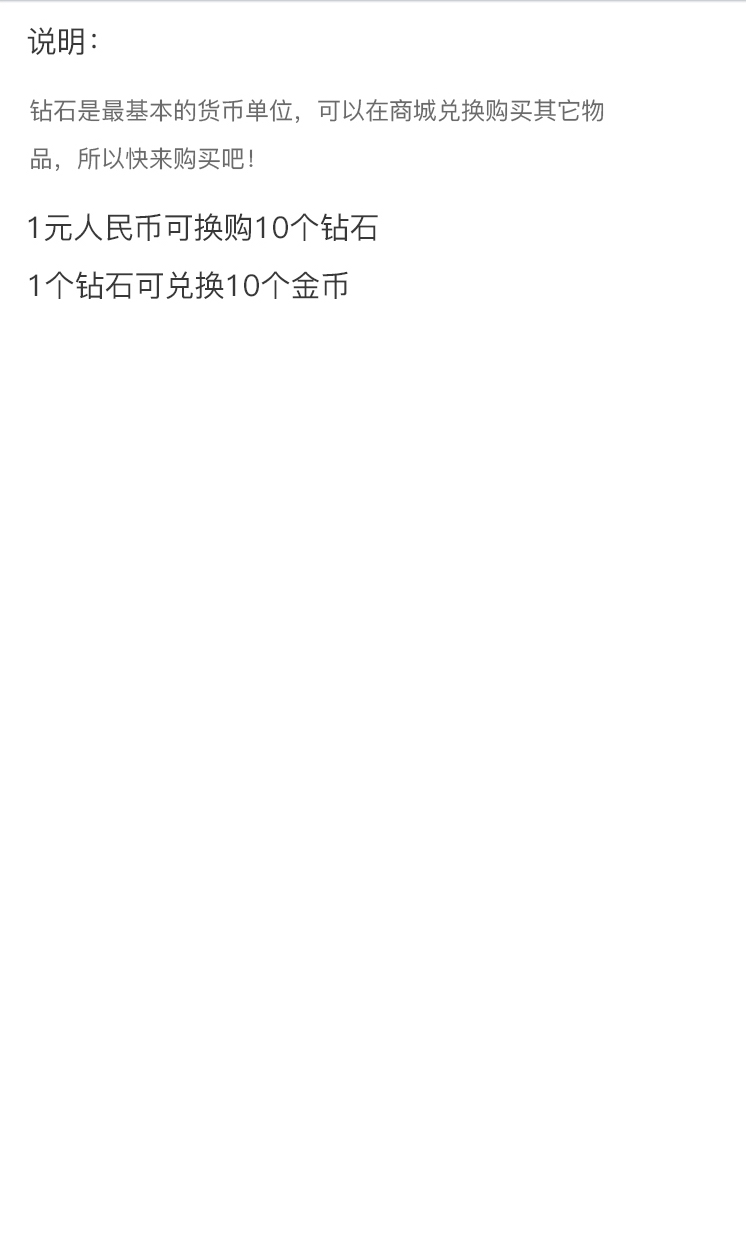 说明：
钻石是最基本的货币单位，可以在商城兑换购买其它物
品，所以快来购买吧！
1元人民币可换购10个钻石
1个钻石可兑换10个金币